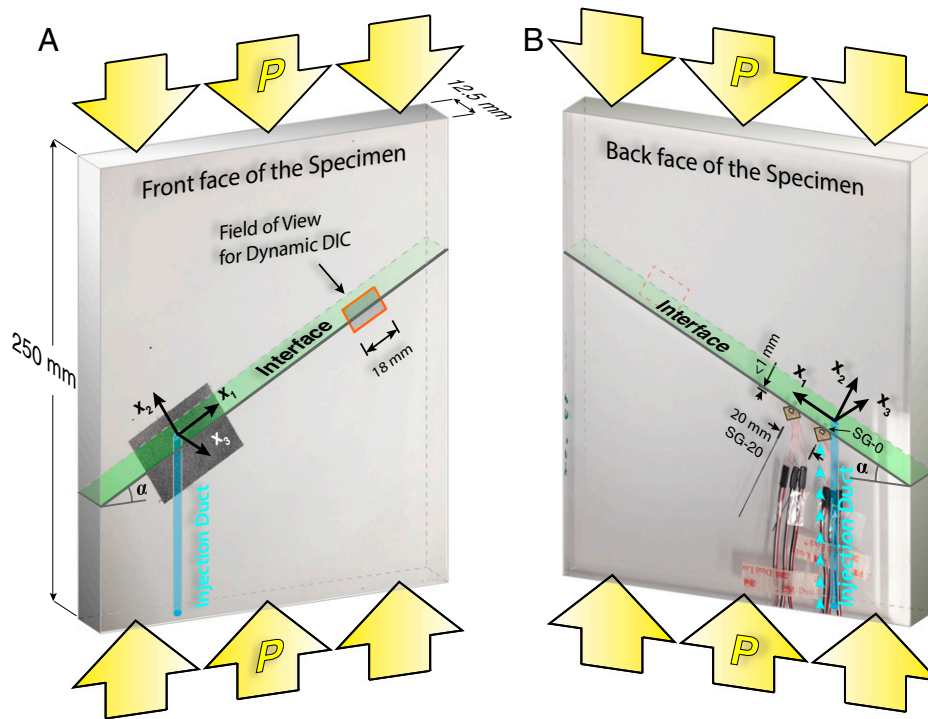 A
P
12.5 mm
Front face of the Specimen
Field of View
for Dynamic DIC
Interface
18 mm
250 mm
x₂
x₁
x₃
α
Injection Duct
P
B
P
Back face of the Specimen
Interface
<1 mm
x₁
x₂
x₃
20 mm
SG-20
SG-0
α
Injection Duct
P